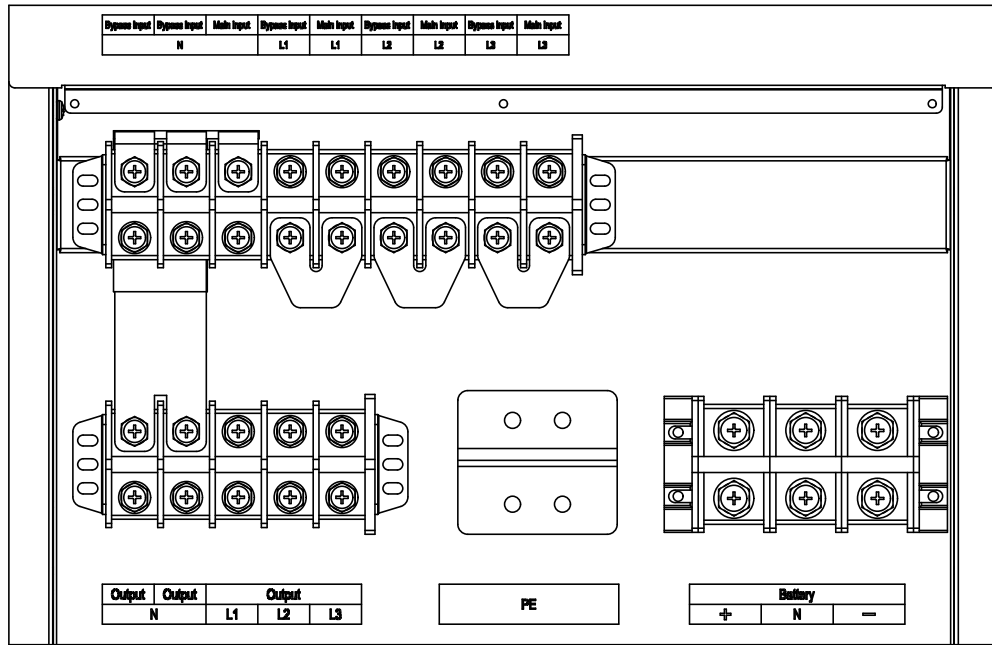 Bypass Input Bypass Input Main Input Bypass Input Main Input Bypass Input Main Input Bypass Input Main Input
N L1 L1 L2 L2 L3 L3
Output Output Output
N L1 L2 L3
PE
Battery
+ N −